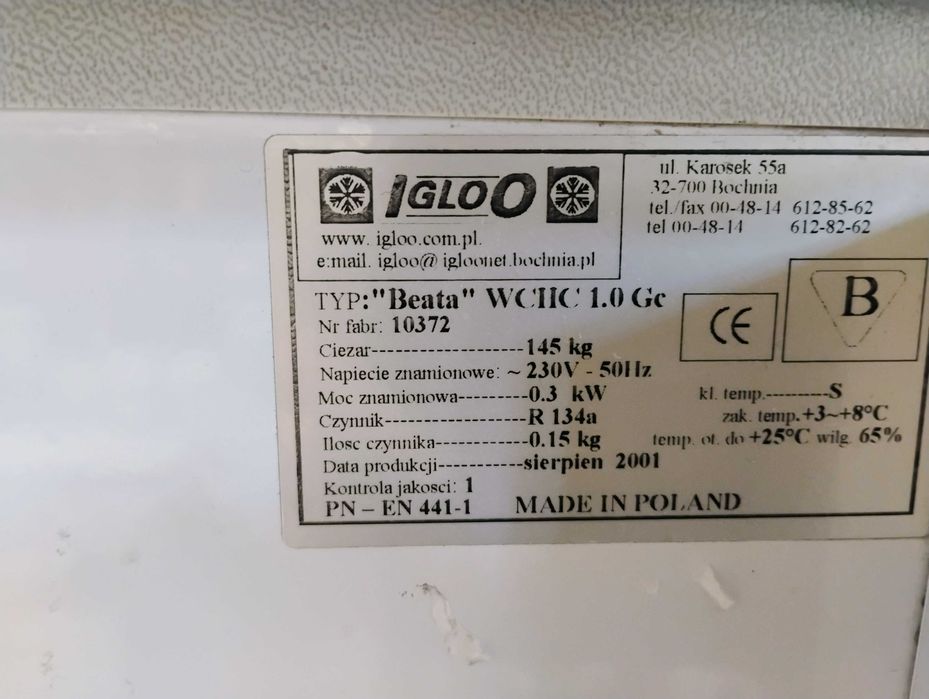 IGLOO
www. igloo.com.pl.
e:mail. igloo@igloonet.bochnia.pl
ul. Karosek 55a
32-700 Bochnia
tel./fax 00-48-14 612-85-62
tel 00-48-14 612-82-62
TYP:"Beata" WCHC 1.0 Gc
Nr fabr: 10372
Ciezar-------------------145 kg
Napiecie znamionowe: ~ 230V - 50Hz
Moc znamionowa---------0.3 kW
Czynnik------------------R 134a
Ilosc czynnika------------0.15 kg
Data produkcji-----------sierpien 2001
Kontrola jakosci: 1
PN – EN 441-1 MADE IN POLAND
CE
B
kl. temp.---------S
zak. temp.+3~+8°C
temp. ot. do +25°C wilg. 65%